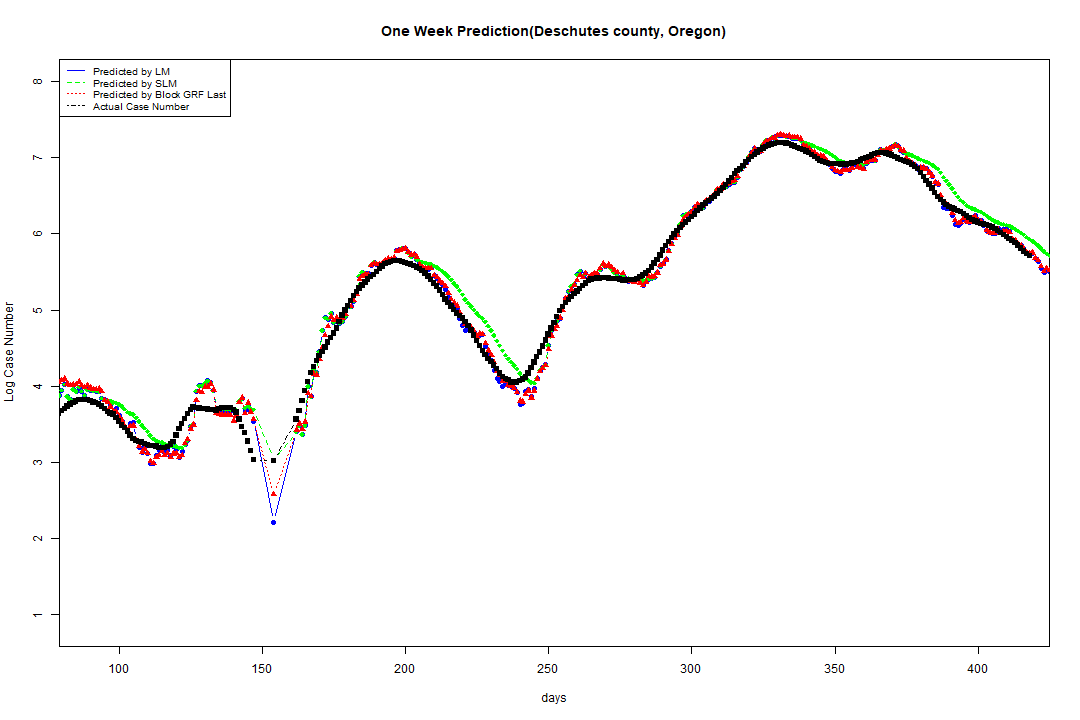 One Week Prediction(Deschutes county, Oregon)
Predicted by LM
Predicted by SLM
Predicted by Block GRF Last
Actual Case Number
8
7
6
5
4
3
2
1
Log Case Number
100 150 200 250 300 350 400
days